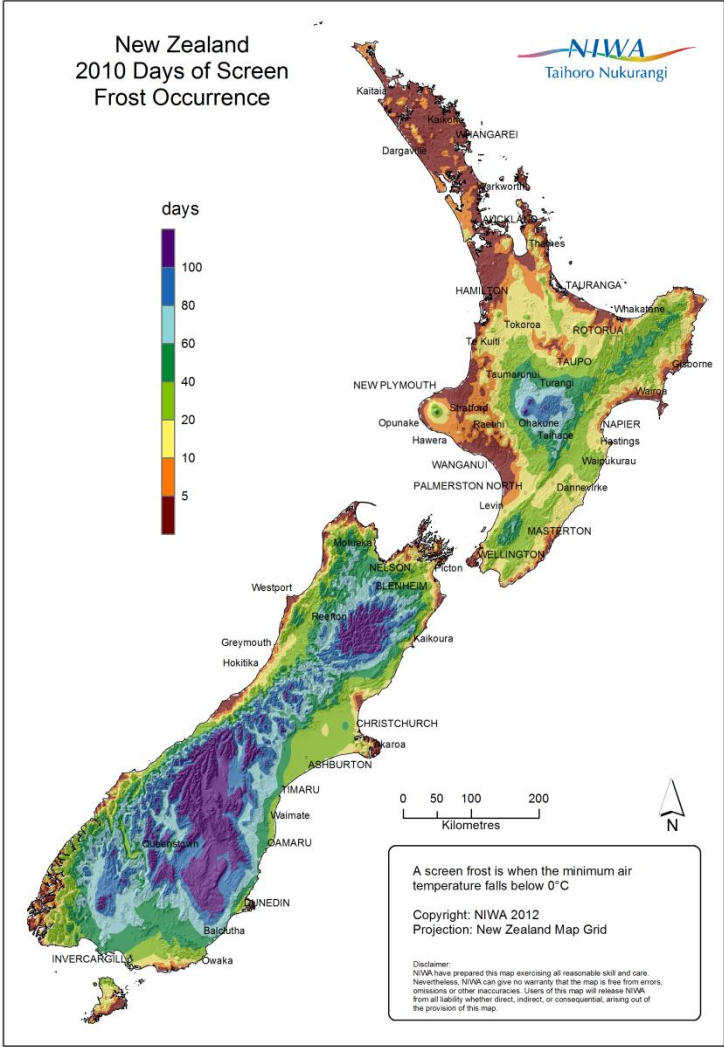 New Zealand
2010 Days of Screen
Frost Occurrence
NIWA
Taihoro Nukurangi
days
100
80
60
40
20
10
5
Kaitaia
Kaikohe
WHANGAREI
Dargaville
Warkworth
AUCKLAND
Thames
HAMILTON
TAURANGA
Whakatane
Tokoroa
ROTORUA
Te Kuiti
TAUPO
Gisborne
Taumarunui
Turangi
NEW PLYMOUTH
Wairoa
Stratford
Opunake
Raetihi
Ohakune
NAPIER
Hawera
Taihape
Hastings
WANGANUI
Waipukurau
PALMERSTON NORTH
Dannevirke
Levin
MASTERTON
WELLINGTON
Motueka
NELSON
Picton
BLENHEIM
Westport
Reefton
Greymouth
Kaikoura
Hokitika
CHRISTCHURCH
Akaroa
ASHBURTON
TIMARU
Waimate
Queenstown
OAMARU
DUNEDIN
Balclutha
INVERCARGILL
Owaka
0 50 100 200
Kilometres
N
A screen frost is when the minimum air
temperature falls below 0°C
Copyright: NIWA 2012
Projection: New Zealand Map Grid
Disclaimer:
NIWA have prepared this map exercising all reasonable skill and care.
Nevertheless, NIWA can give no warranty that the map is free from errors,
omissions or other inaccuracies. Users of this map will release NIWA
from all liability whether direct, indirect, or consequential, arising out of
the provision of this map.